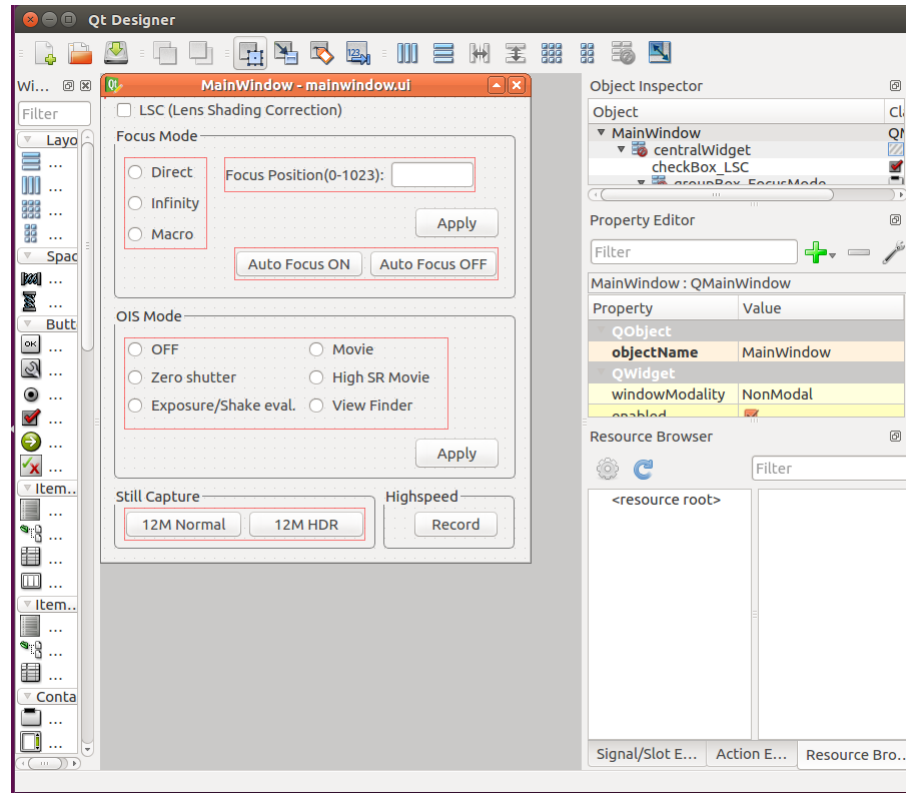 Qt Designer
Wi...
Filter
Layo
...
...
...
...
Spac
...
...
Butt
OK ...
...
...
...
...
...
Item..
...
...
...
...
Item..
...
...
...
Conta
...
...
MainWindow - mainwindow.ui
LSC (Lens Shading Correction)
Focus Mode
Direct
Focus Position(0-1023):
Infinity
Macro
Apply
Auto Focus ON
Auto Focus OFF
OIS Mode
OFF
Movie
Zero shutter
High SR Movie
Exposure/Shake eval.
View Finder
Apply
Still Capture
Highspeed
12M Normal
12M HDR
Record
Object Inspector
Object
MainWindow
centralWidget
checkBox_LSC
groupBox_FocusMode
Property Editor
Filter
MainWindow : QMainWindow
Property Value
QObject
objectName MainWindow
QWidget
windowModality NonModal
enabled
Resource Browser
Filter
<resource root>
Signal/Slot E...
Action E...
Resource Bro..